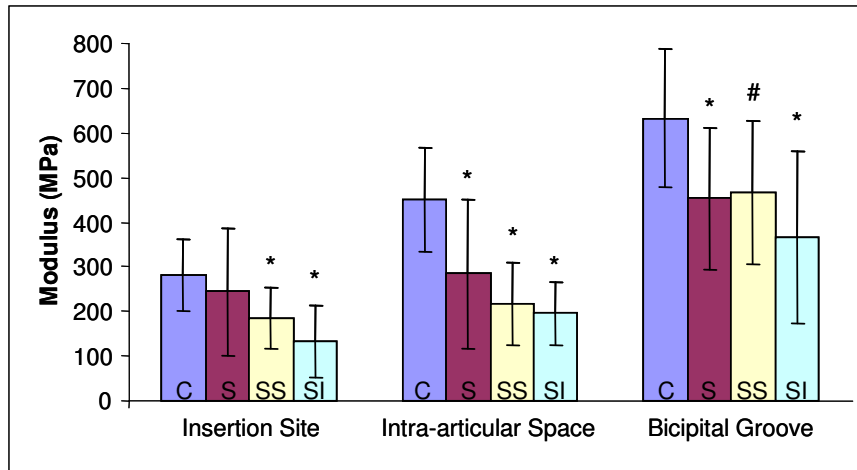 Modulus (MPa)
800
700
600
500
400
300
200
100
0
* *
* * *
* # *
C S SS SI
C S SS SI
C S SS SI
Insertion Site
Intra-articular Space
Bicipital Groove